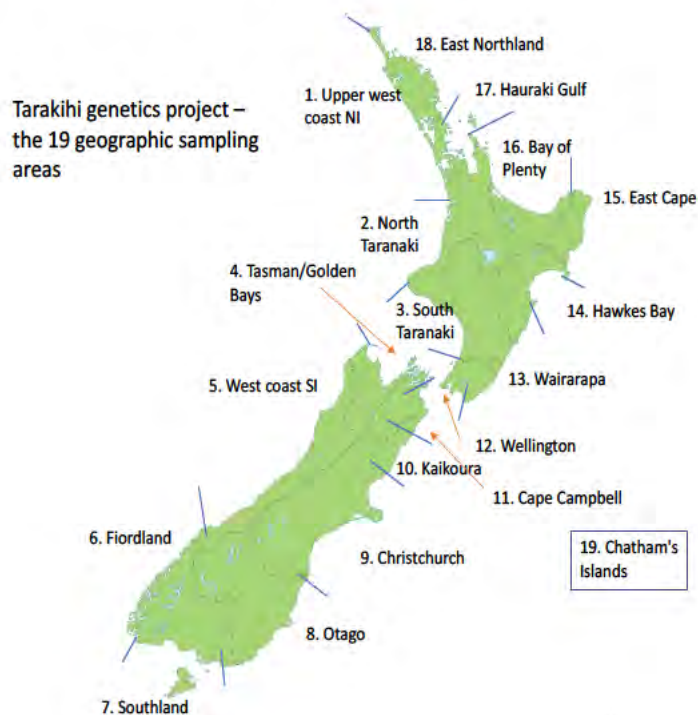 Tarakihi genetics project –
the 19 geographic sampling
areas
18. East Northland
17. Hauraki Gulf
1. Upper west
coast NI
16. Bay of
Plenty
15. East Cape
2. North
Taranaki
4. Tasman/Golden
Bays
3. South
Taranaki
14. Hawkes Bay
5. West coast SI
13. Wairarapa
12. Wellington
10. Kaikoura
11. Cape Campbell
6. Fiordland
9. Christchurch
19. Chatham's
Islands
8. Otago
7. Southland